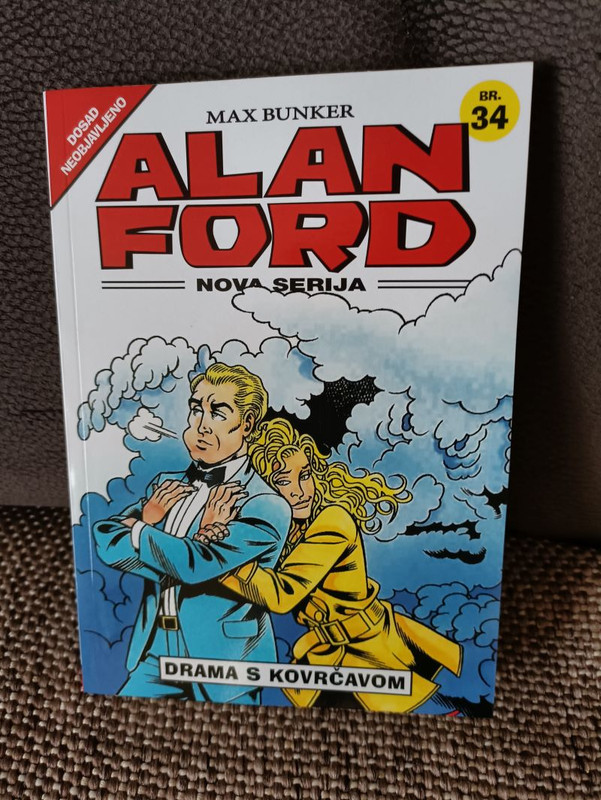 DOSAD
NEOBJAVLJENO
MAX BUNKER
BR.
34
ALAN
FORD
NOVA SERIJA
DRAMA S KOVRČAVOM